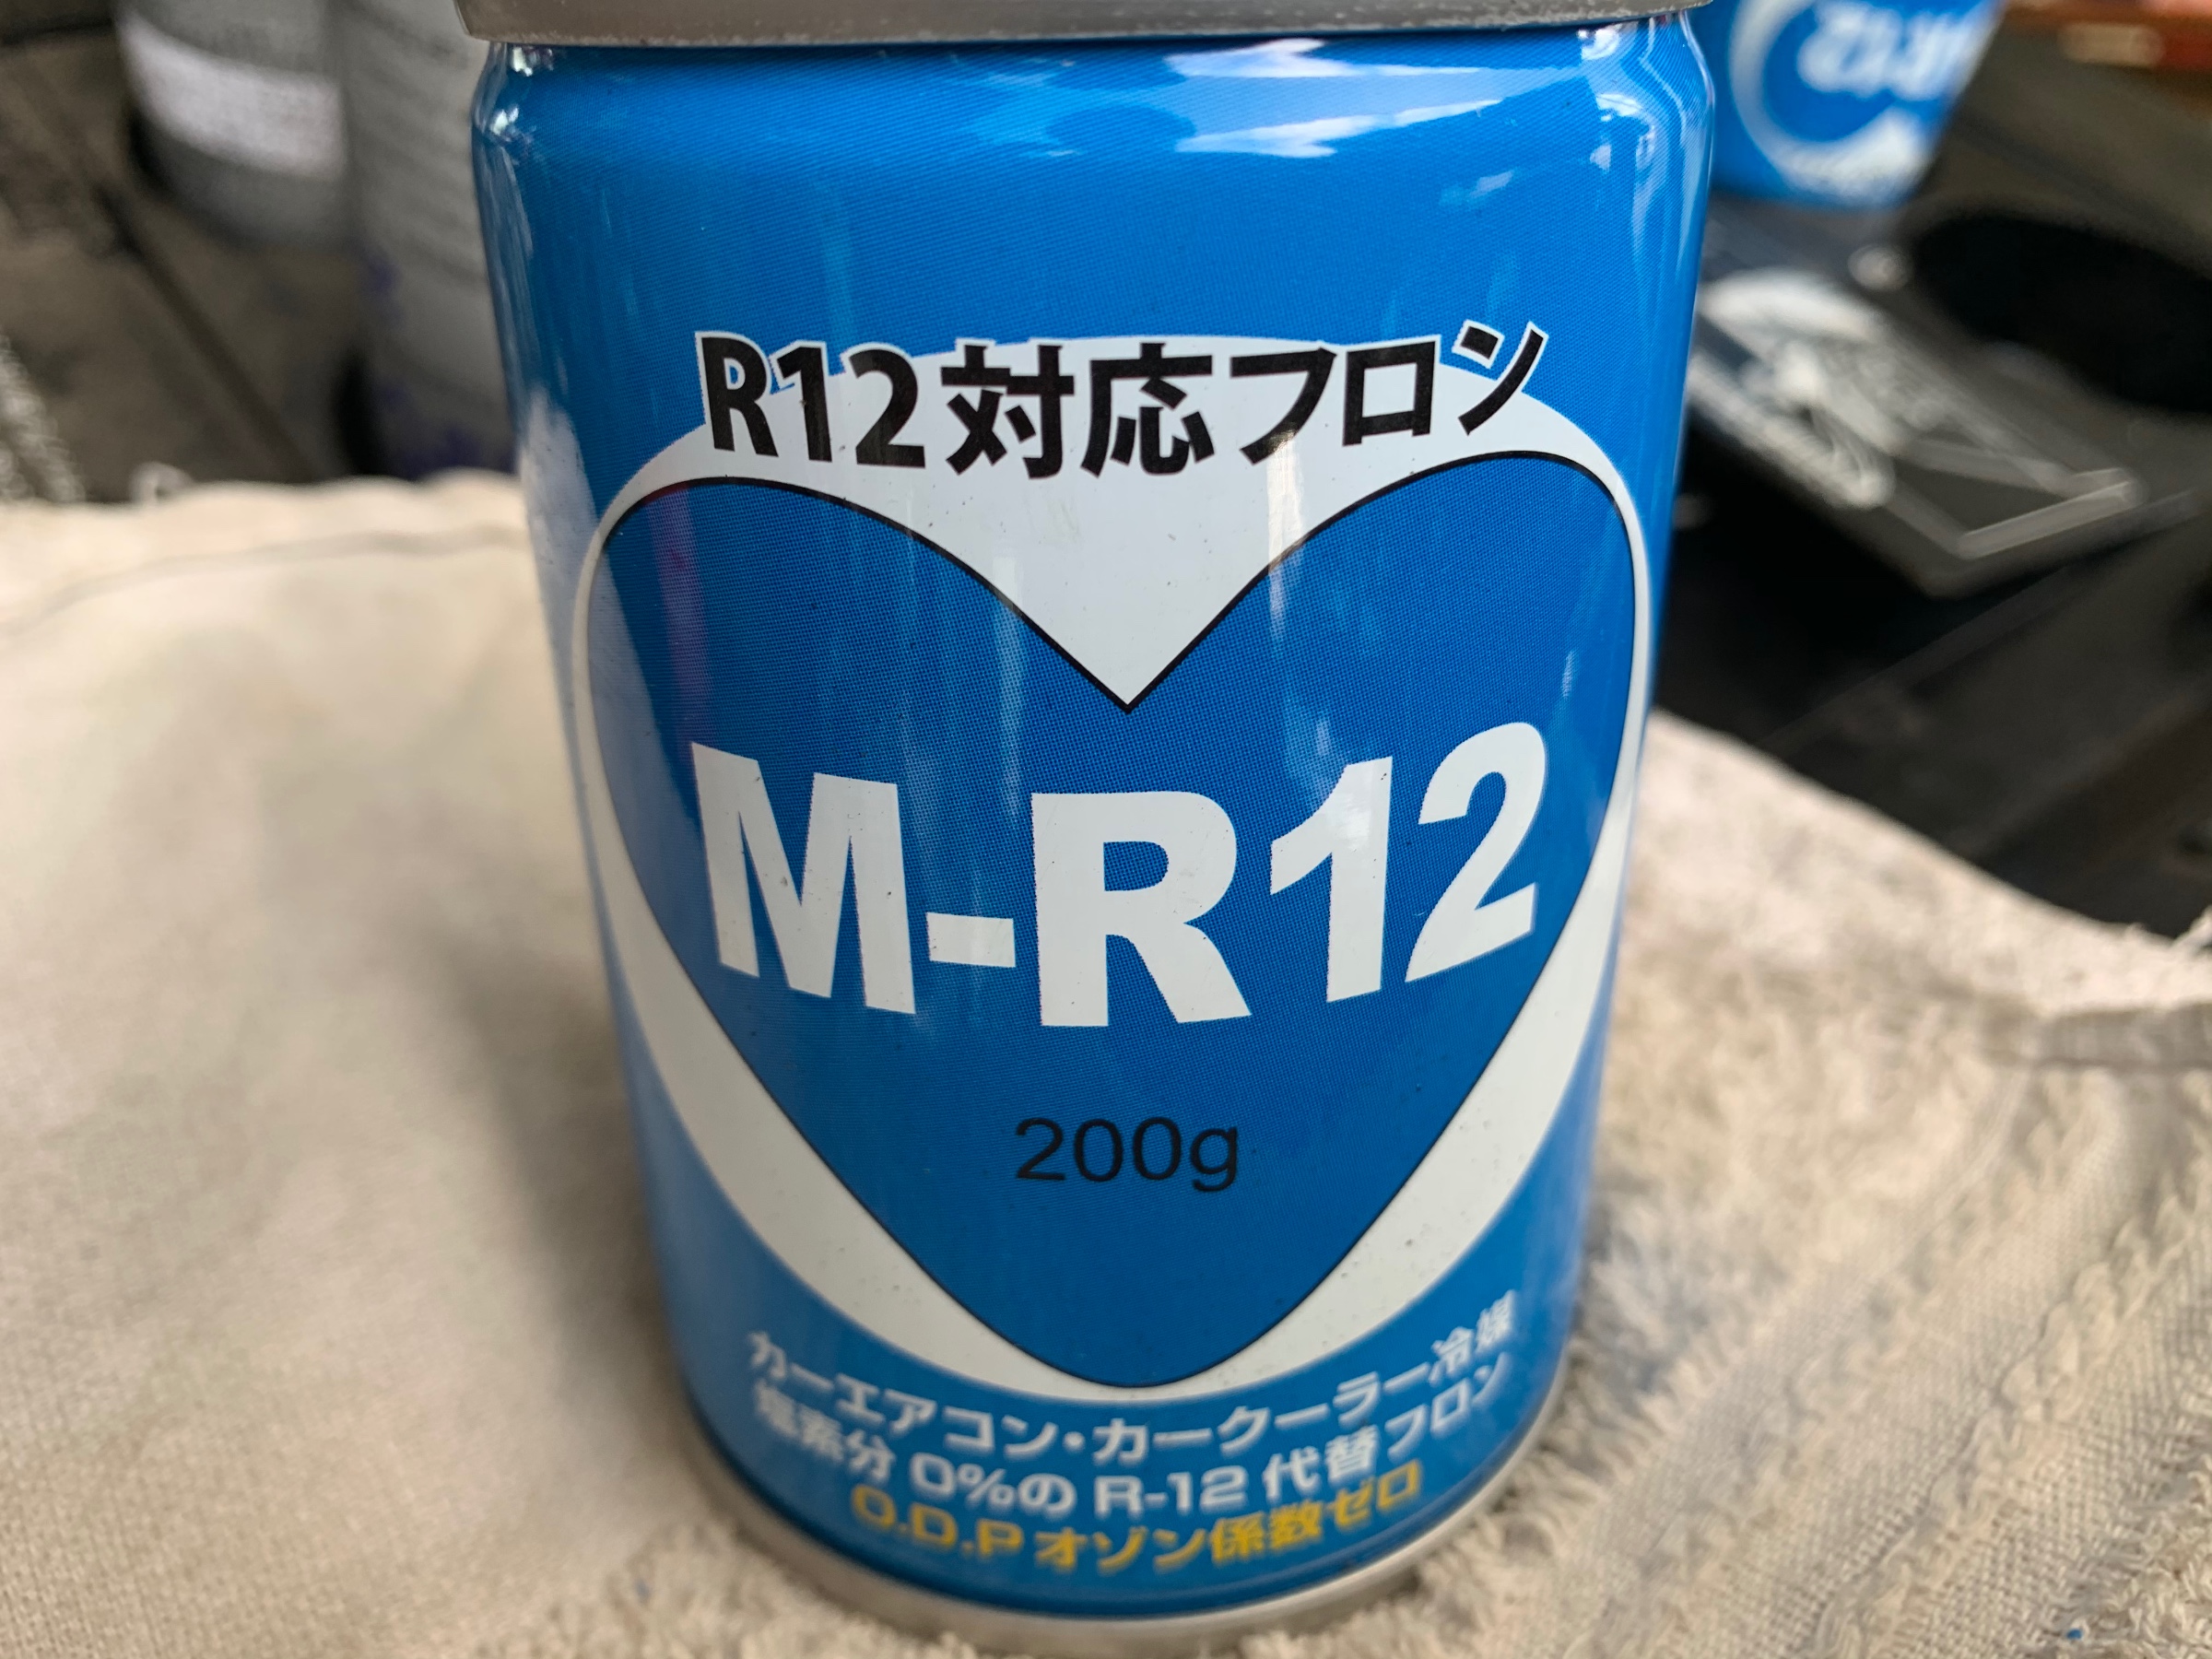 R12対応フロン
M-R12
200g
カーエアコン・カークーラー冷媒
塩素分 0%の R-12 代替フロン
O.D.P オゾン係数ゼロ